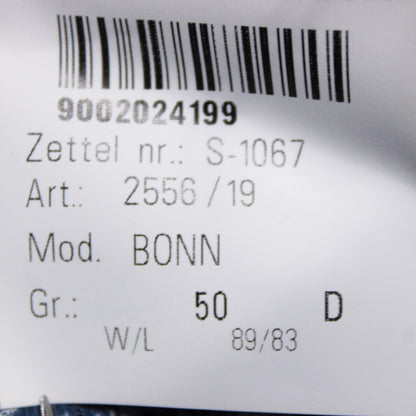 9002024199
Zettel nr.: S-1067
Art.: 2556/19
Mod. BONN
Gr.: 50 D
W/L 89/83